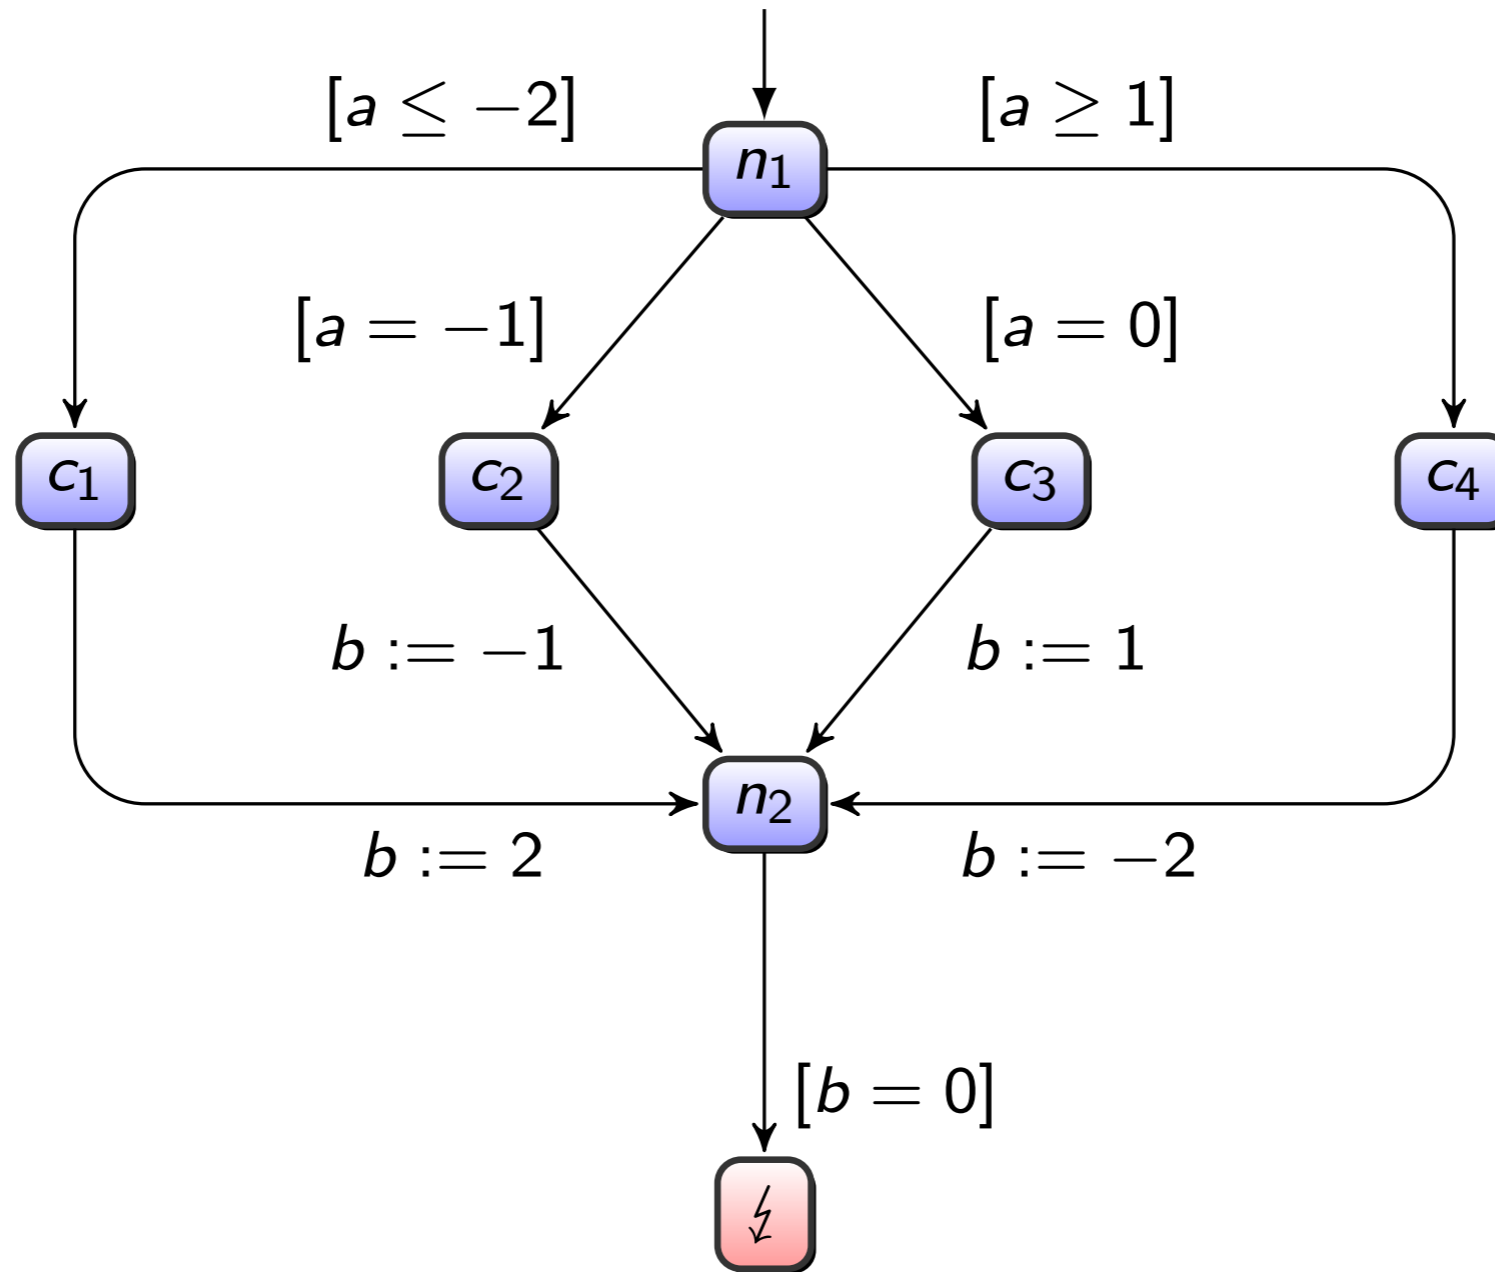 [a ≤ −2]
[a ≥ 1]
n₁
[a = −1]
[a = 0]
c₁
c₂
c₃
c₄
b := −1
b := 1
n₂
b := 2
b := −2
[b = 0]
↯